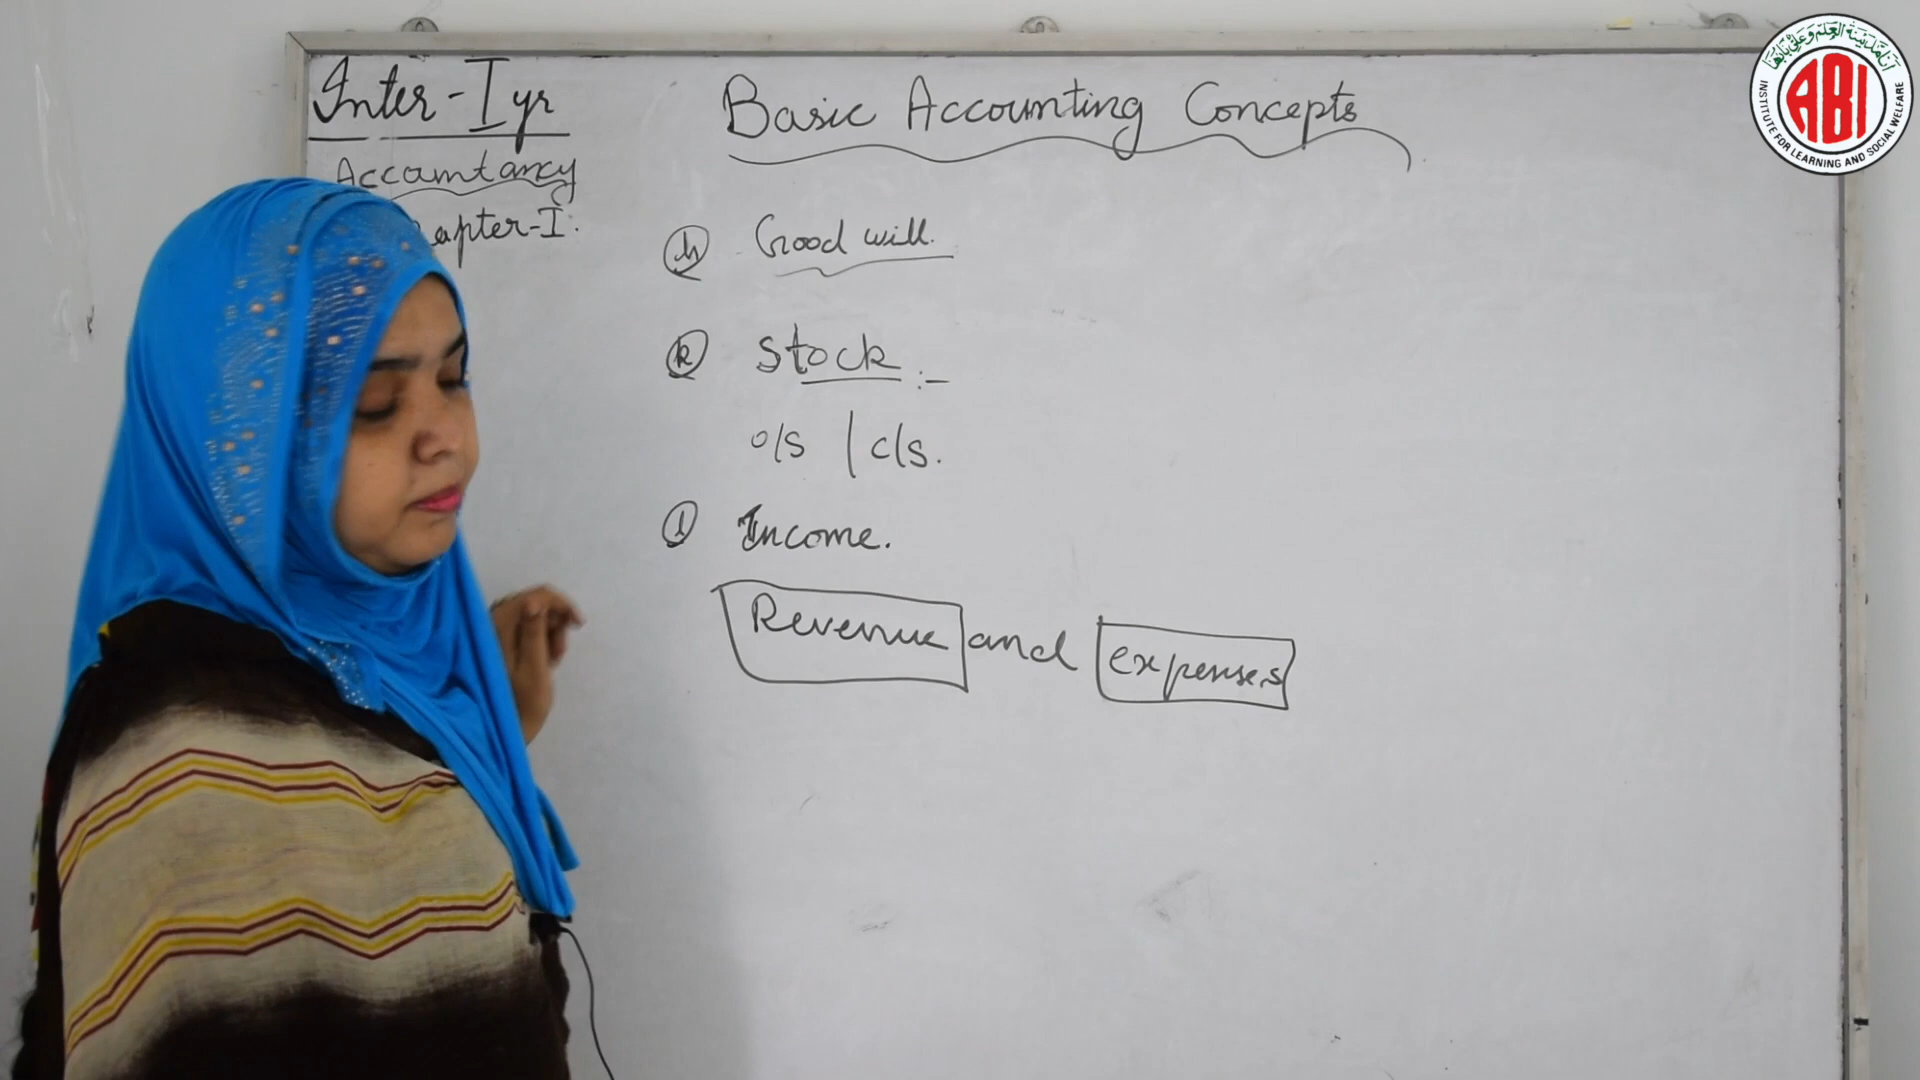 Inter-I yr
Accountancy
apter-I.
Basic Accounting Concepts
Good will.
(k) Stock :-
o/s | c/s.
(l) Income.
Revenue and expenses
ABI
INSTITUTE FOR LEARNING AND SOCIAL WELFARE